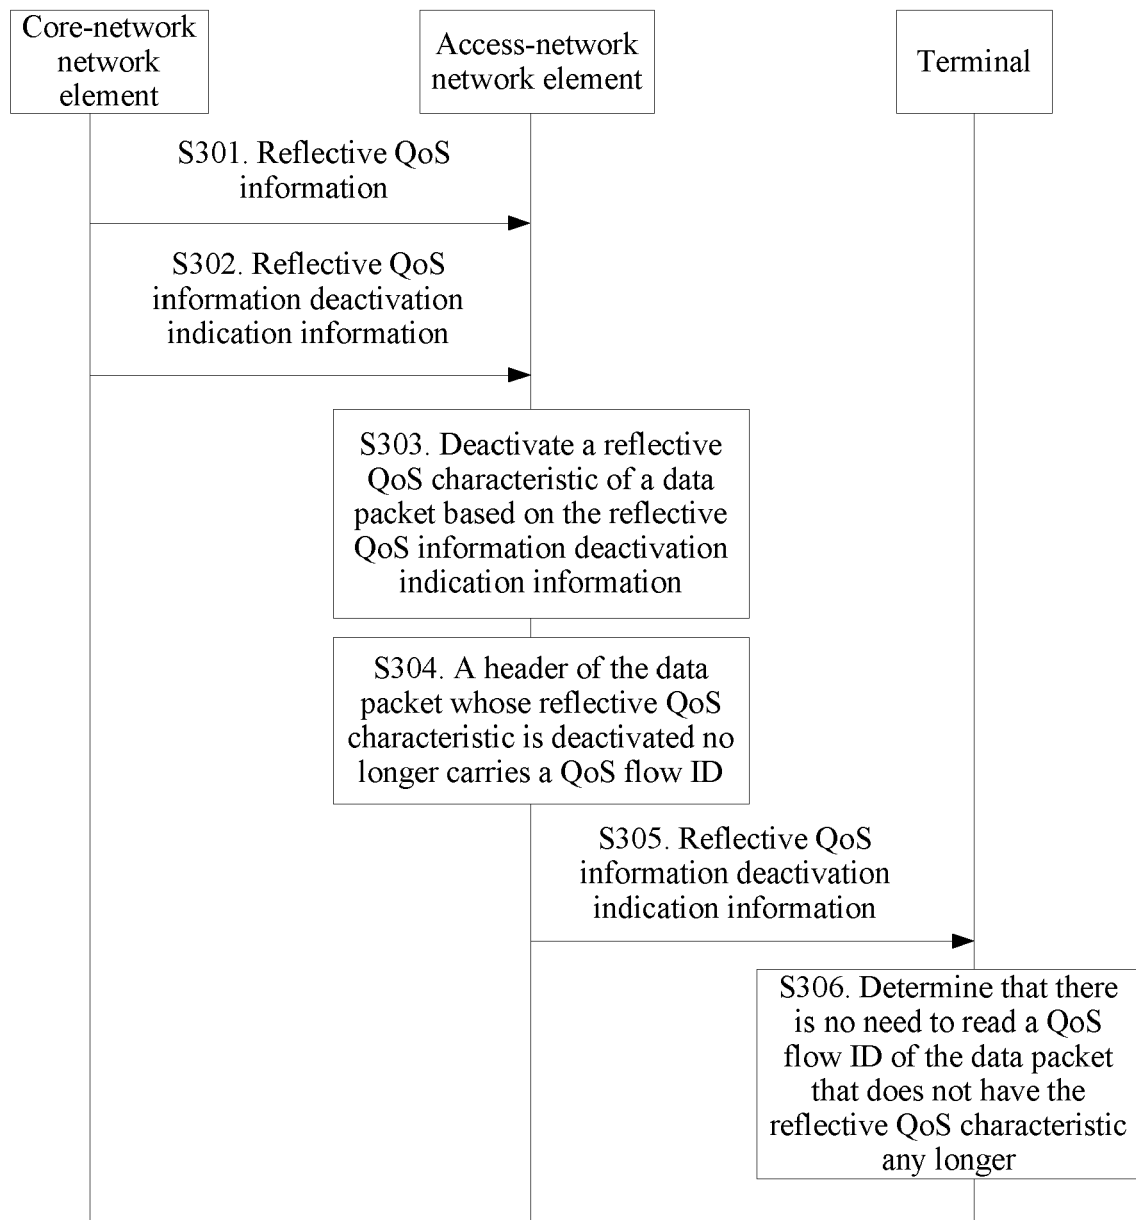 Core-network
network
element
Access-network
network element
Terminal
S301. Reflective QoS
information
S302. Reflective QoS
information deactivation
indication information
S303. Deactivate a reflective
QoS characteristic of a data
packet based on the reflective
QoS information deactivation
indication information
S304. A header of the data
packet whose reflective QoS
characteristic is deactivated no
longer carries a QoS flow ID
S305. Reflective QoS
information deactivation
indication information
S306. Determine that there
is no need to read a QoS
flow ID of the data packet
that does not have the
reflective QoS characteristic
any longer